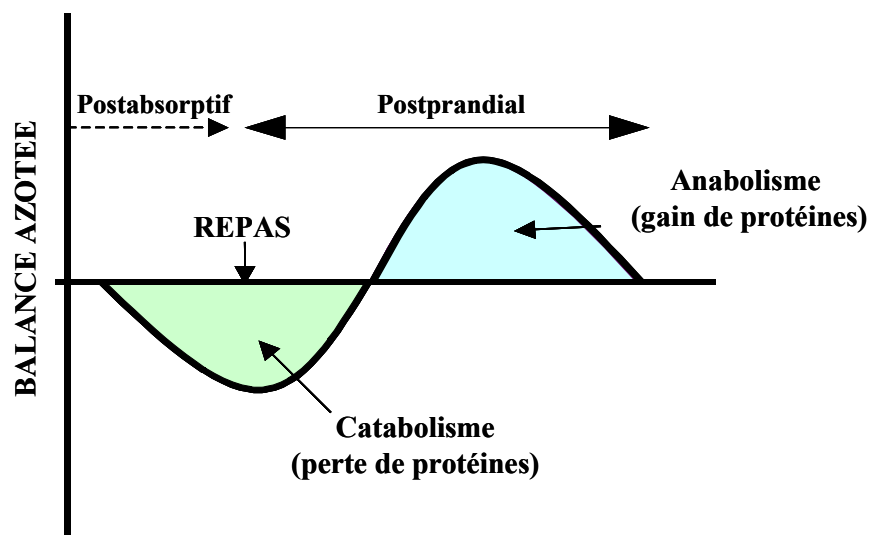 Postabsorptif
Postprandial
BALANCE AZOTEE
REPAS
Anabolisme
(gain de protéines)
Catabolisme
(perte de protéines)